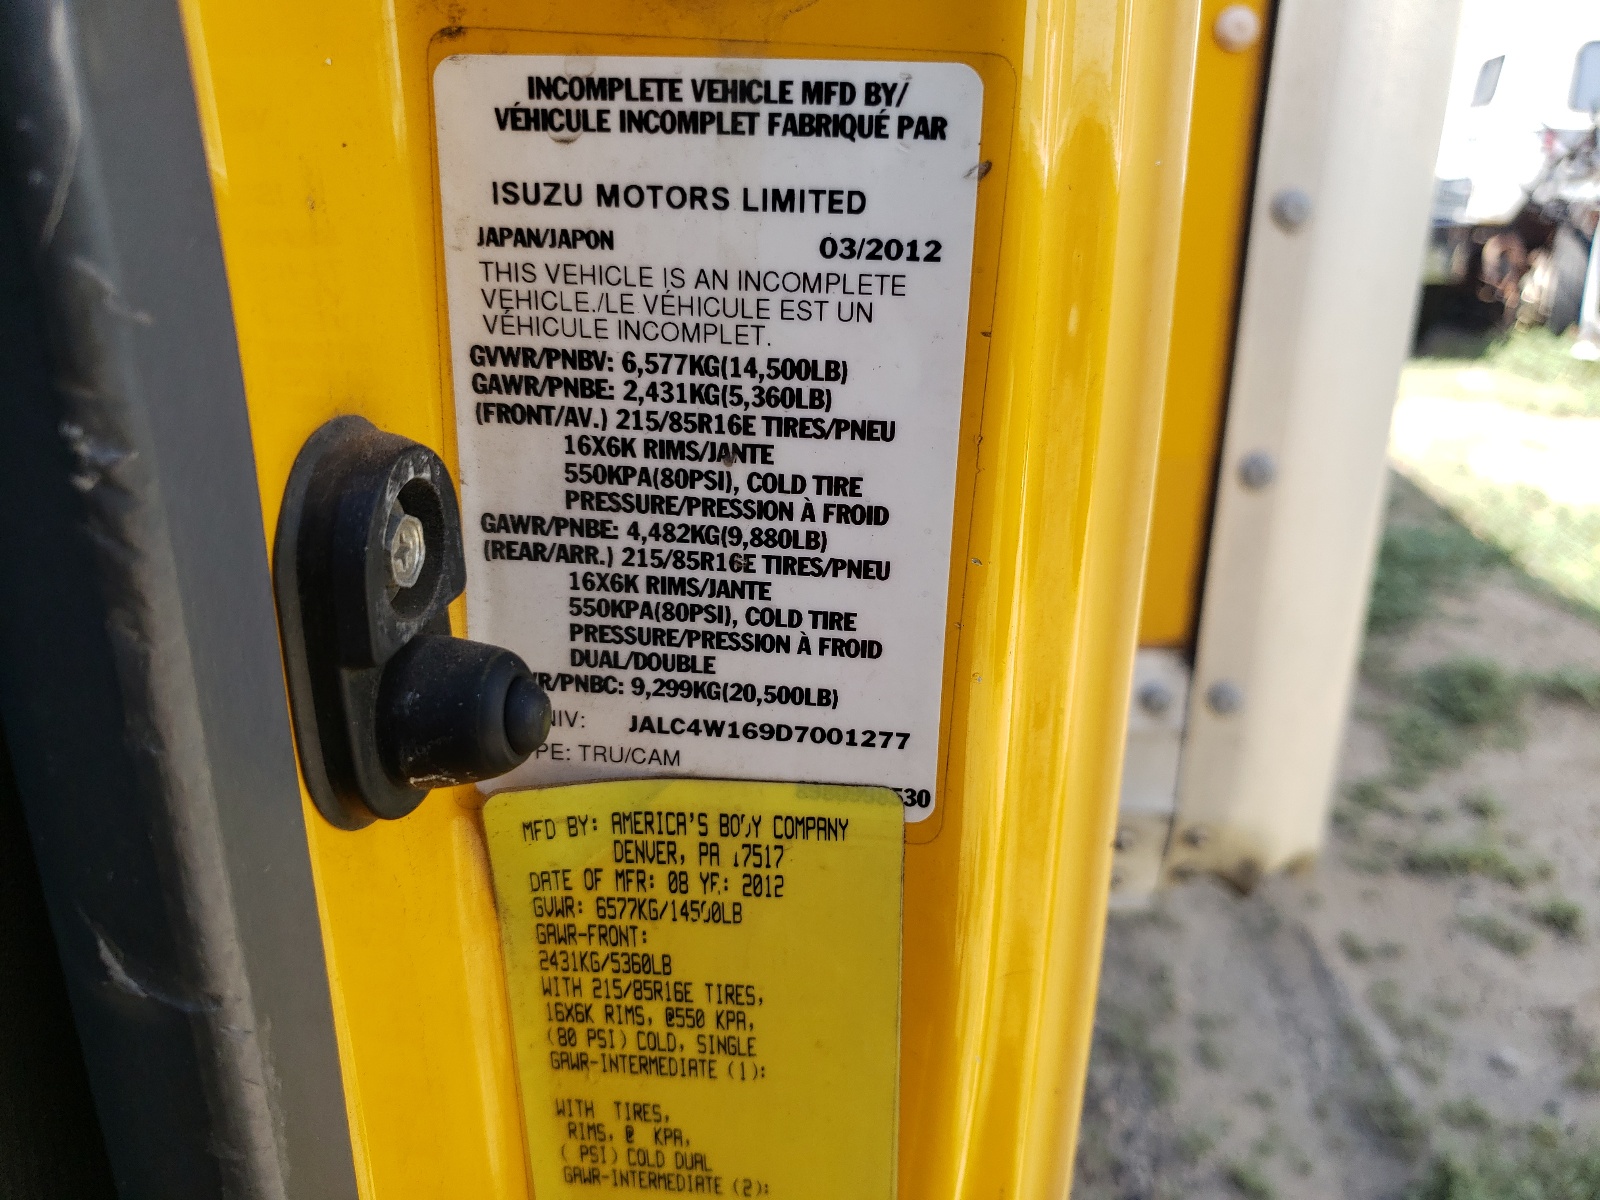 INCOMPLETE VEHICLE MFD BY/
VÉHICULE INCOMPLET FABRIQUÉ PAR
ISUZU MOTORS LIMITED
JAPAN/JAPON 03/2012
THIS VEHICLE IS AN INCOMPLETE
VEHICLE./LE VÉHICULE EST UN
VÉHICULE INCOMPLET.
GVWR/PNBV: 6,577KG(14,500LB)
GAWR/PNBE: 2,431KG(5,360LB)
(FRONT/AV.) 215/85R16E TIRES/PNEU
16X6K RIMS/JANTE
550KPA(80PSI), COLD TIRE
PRESSURE/PRESSION À FROID
GAWR/PNBE: 4,482KG(9,880LB)
(REAR/ARR.) 215/85R16E TIRES/PNEU
16X6K RIMS/JANTE
550KPA(80PSI), COLD TIRE
PRESSURE/PRESSION À FROID
DUAL/DOUBLE
R/PNBC: 9,299KG(20,500LB)
NIV: JALC4W169D7001277
PE: TRU/CAM
530
MFD BY: AMERICA'S BODY COMPANY
DENVER, PA 17517
DATE OF MFR: 08 YR: 2012
GVWR: 6577KG/14500LB
GAWR-FRONT:
2431KG/5360LB
WITH 215/85R16E TIRES,
16X6K RIMS, @550 KPA,
(80 PSI) COLD, SINGLE
GAWR-INTERMEDIATE (1):
WITH TIRES,
RIMS, @ KPA,
( PSI) COLD DUAL
GAWR-INTERMEDIATE (2):